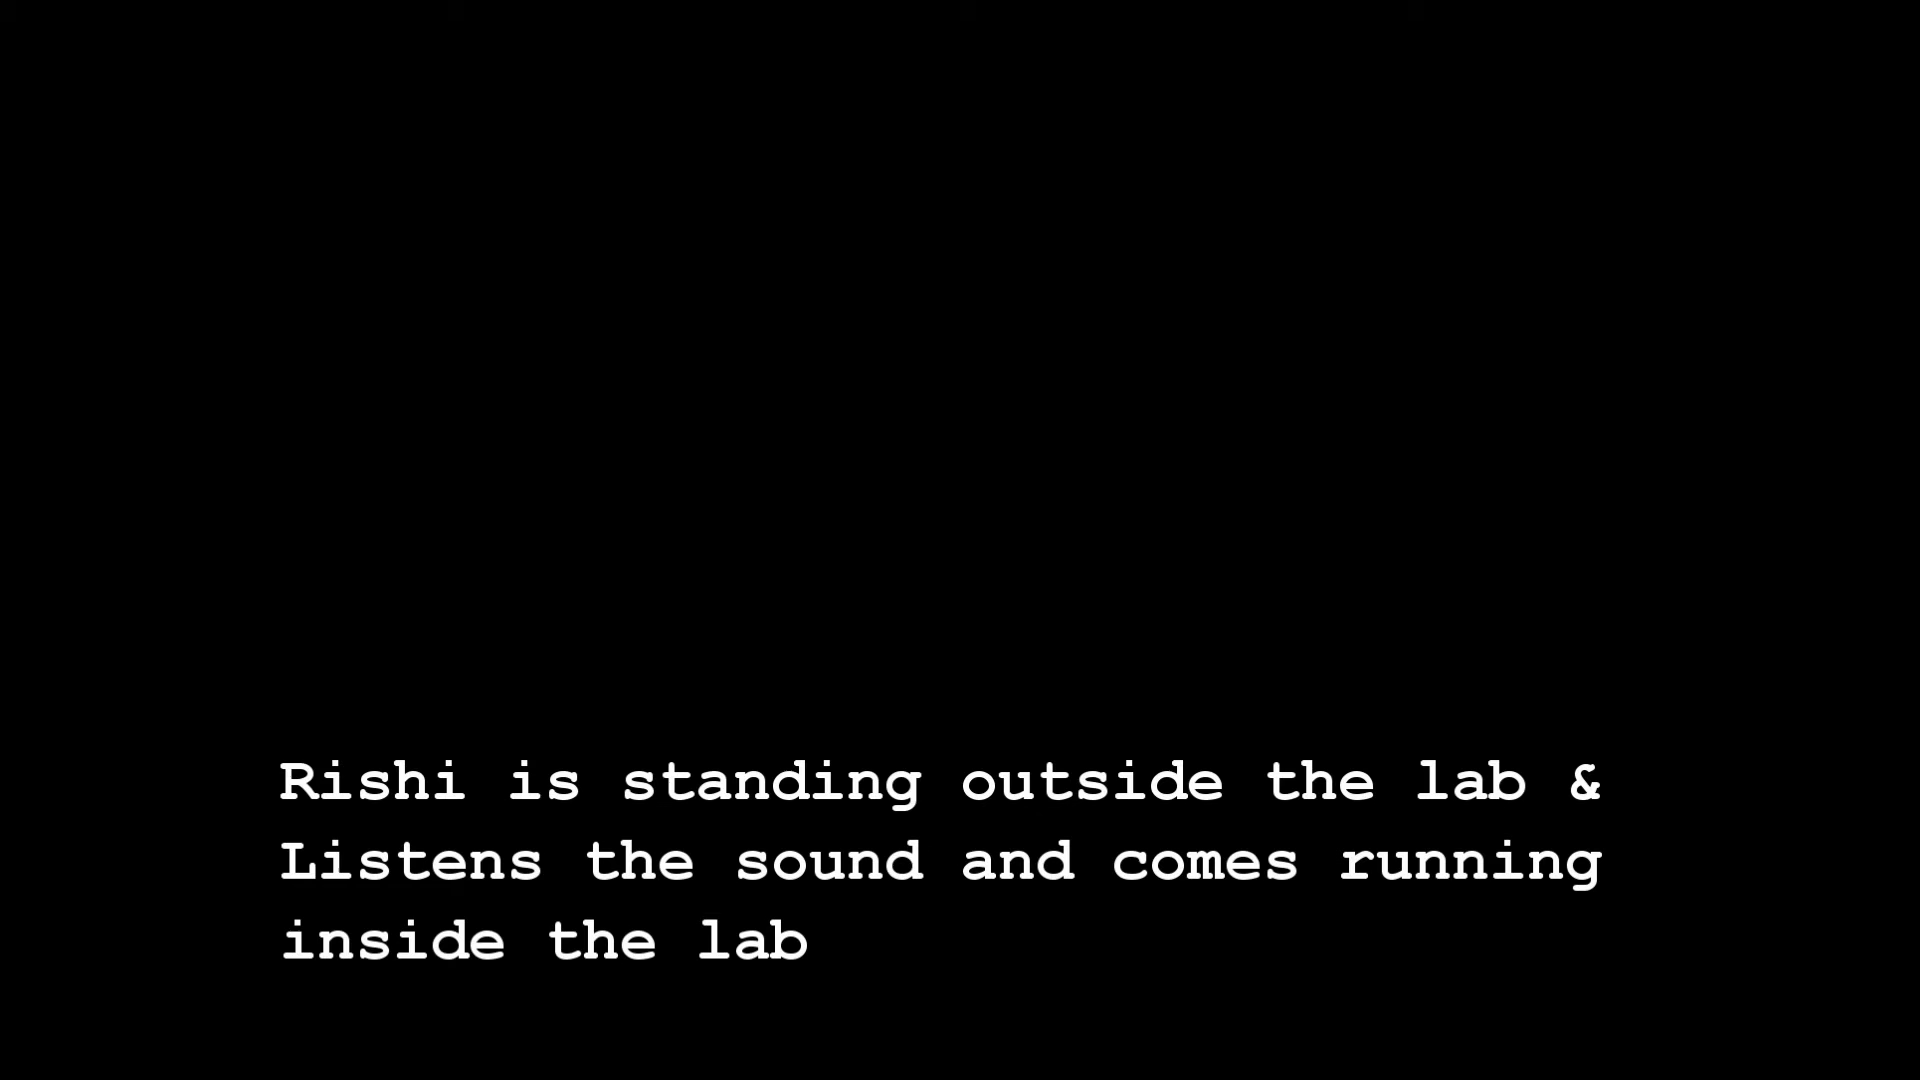 Rishi is standing outside the lab &
Listens the sound and comes running
inside the lab